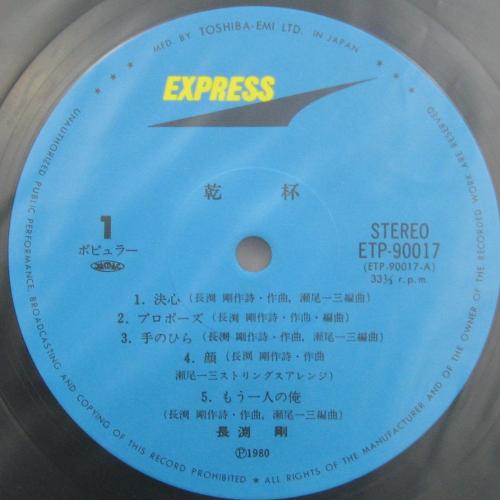 MFD. BY TOSHIBA-EMI LTD. IN JAPAN
EXPRESS
乾杯
1
ポピュラー
STEREO
ETP-90017
(ETP-90017-A)
33⅓ r.p.m.
1. 決心 (長渕 剛作詩・作曲, 瀬尾一三編曲)
2. プロポーズ (長渕 剛作詩・作曲・編曲)
3. 手のひら (長渕 剛作詩・作曲, 瀬尾一三編曲)
4. 顔 (長渕 剛作詩・作曲
瀬尾一三ストリングスアレンジ)
5. もう一人の俺
(長渕 剛作詩・作曲, 瀬尾一三編曲)
長渕 剛
Ⓟ1980
UNAUTHORIZED PUBLIC PERFORMANCE, BROADCASTING AND COPYING OF THIS RECORD PROHIBITED ★ ALL RIGHTS OF THE MANUFACTURER AND OF THE OWNER OF THE RECORDED WORK ARE RESERVED